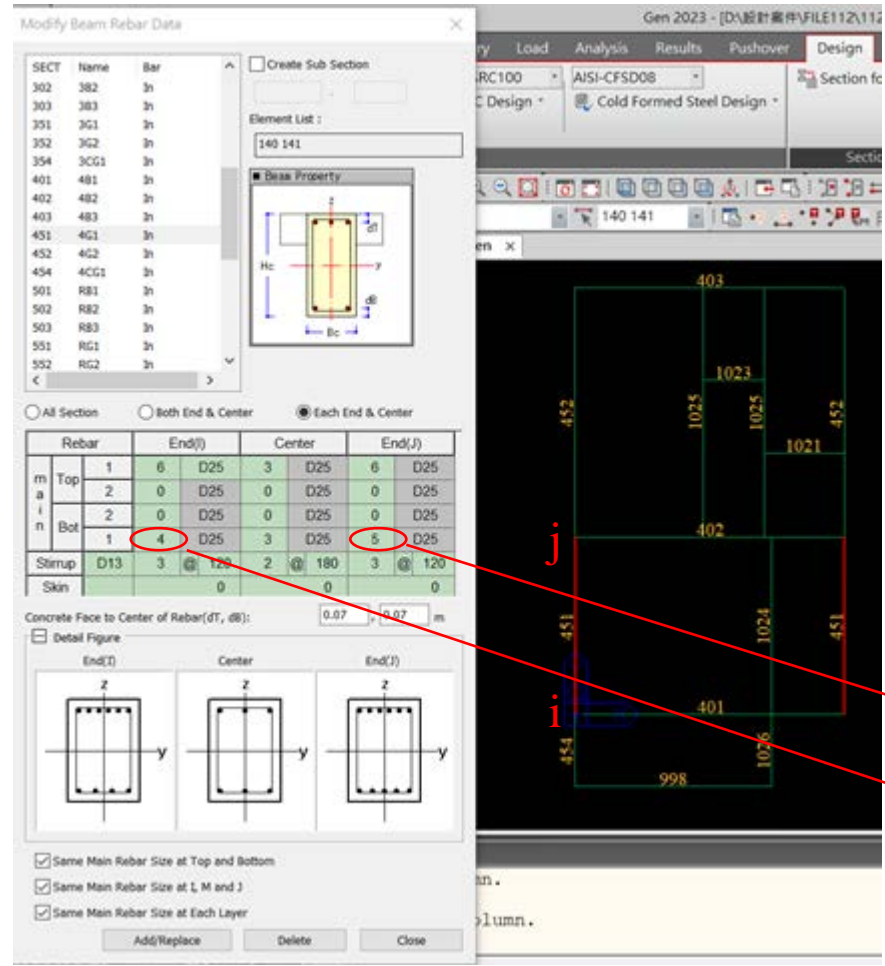 Modify Beam Rebar Data
Gen 2023 - [D:\設計案件\FILE112\112
Load Analysis Results Pushover Design
SRC100 AISI-CFSD08 Section fo
C Design Cold Formed Steel Design
Sectio
140 141
en ×
SECT Name Bar
302 3B2 In
303 3B3 In
351 3G1 In
352 3G2 In
354 3CG1 In
401 4B1 In
402 4B2 In
403 4B3 In
451 4G1 In
452 4G2 In
454 4CG1 In
501 RB1 In
502 RB2 In
503 RB3 In
551 RG1 In
552 RG2 In
Create Sub Section
Element List :
140 141
Beam Property
z
dT
Hc
y
dB
Bc
All Section Both End & Center Each End & Center
Rebar End(I) Center End(J)
main Top 1 6 D25 3 D25 6 D25
2 0 D25 0 D25 0 D25
Bot 2 0 D25 0 D25 0 D25
1 4 D25 3 D25 5 D25
Stirrup D13 3 @ 120 2 @ 180 3 @ 120
Skin 0 0 0
Concrete Face to Center of Rebar(dT, dB): 0.07 , 0.07 m
Detail Figure
End(I) Center End(J)
z z z
y y y
Same Main Rebar Size at Top and Bottom
Same Main Rebar Size at I, M and J
Same Main Rebar Size at Each Layer
Add/Replace Delete Close
403
1023
452 1025 1025 452
1021
402
j
451 1024 451
i
401
454 1026
998